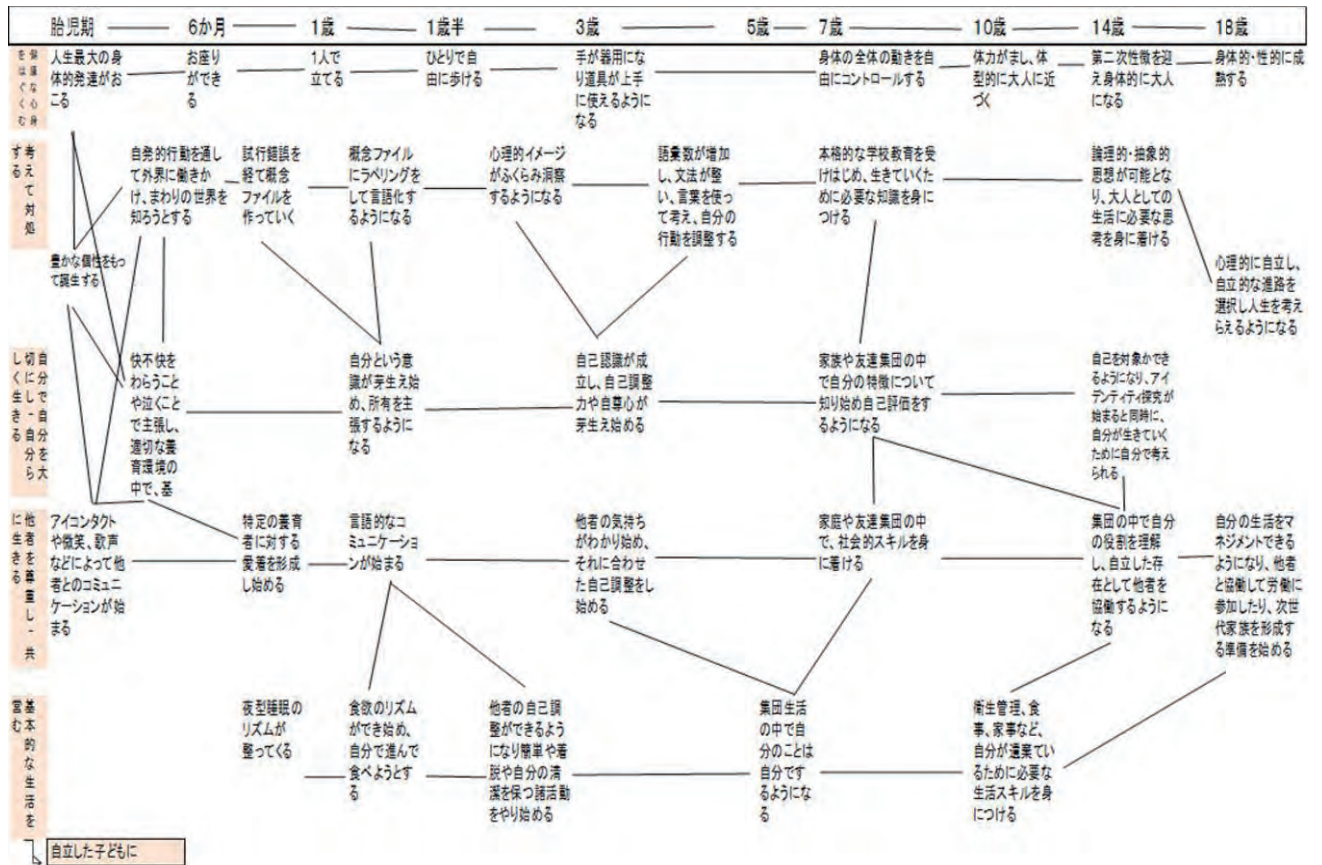 胎児期 6か月 1歳 1歳半 3歳 5歳 7歳 10歳 14歳 18歳
健康な心身
をはぐくむ
人生最大の身
体的発達がお
こる
お座り
ができ
る
1人で
立てる
ひとりで自
由に歩ける
手が器用にな
り道具が上手
に使えるように
なる
身体の全体の動きを自
由にコントロールする
体力がまし、体
型的に大人に近
づく
第二次性徴を迎
え身体的に大人
になる
身体的・性的に成
熟する
考えて対処
する
自発的行動を通し
て外界に働きか
け、まわりの世界を
知ろうとする
試行錯誤を
経て概念
ファイルを
作っていく
概念ファイル
にラベリングを
して言語化す
るようになる
心理的イメージ
がふくらみ洞察
するようになる
語彙数が増加
し、文法が整
い、言葉を使っ
て考え、自分の
行動を調整する
本格的な学校教育を受
けはじめ、生きていくた
めに必要な知識を身に
つける
論理的・抽象的
思想が可能とな
り、大人としての
生活に必要な思
考を身に着ける
豊かな個性をもっ
て誕生する
心理的に自立し、
自立的な進路を
選択し人生を考え
らえるようになる
自分で自分を大
切にし-自分ら
しく生きる
快不快を
わらうこと
や泣くこと
で主張し、
適切な養
育環境の
中で、基
自分という意
識が芽生え始
め、所有を主
張するように
なる
自己認識が成
立し、自己調整
力や自尊心が
芽生え始める
家族や友達集団の中
で自分の特徴について
知り始め自己評価をす
るようになる
自己を対象かでき
るようになり、アイ
デンティティ探究が
始まると同時に、
自分が生きていく
ために自分で考え
られる
他者を尊重し-共
に生きる
アイコンタクト
や微笑、歌声
などによって他
者とのコミュニ
ケーションが始
まる
特定の養育
者に対する
愛着を形成
し始める
言語的なコ
ミュニケーショ
ンが始まる
他者の気持ち
がわかり始め、
それに合わせ
た自己調整をし
始める
家庭や友達集団の中
で、社会的スキルを身
に着ける
集団の中で自分
の役割を理解
し、自立した存
在として他者を
協働するように
なる
自分の生活をマ
ネジメントできる
ようになり、他者
と協働して労働に
参加したり、次世
代家族を形成す
る準備を始める
基本的な生活を
営む
夜型睡眠の
リズムが
整ってくる
食欲のリズム
ができ始め、
自分で進んで
食べようとす
る
他者の自己調
整ができるよう
になり簡単や着
脱や自分の清
潔を保つ諸活動
をやり始める
集団生活
の中で自
分のことは
自分です
るようにな
る
衛生管理、食
事、家事など、
自分が遺棄てい
るために必要な
生活スキルを身
につける
自立した子どもに